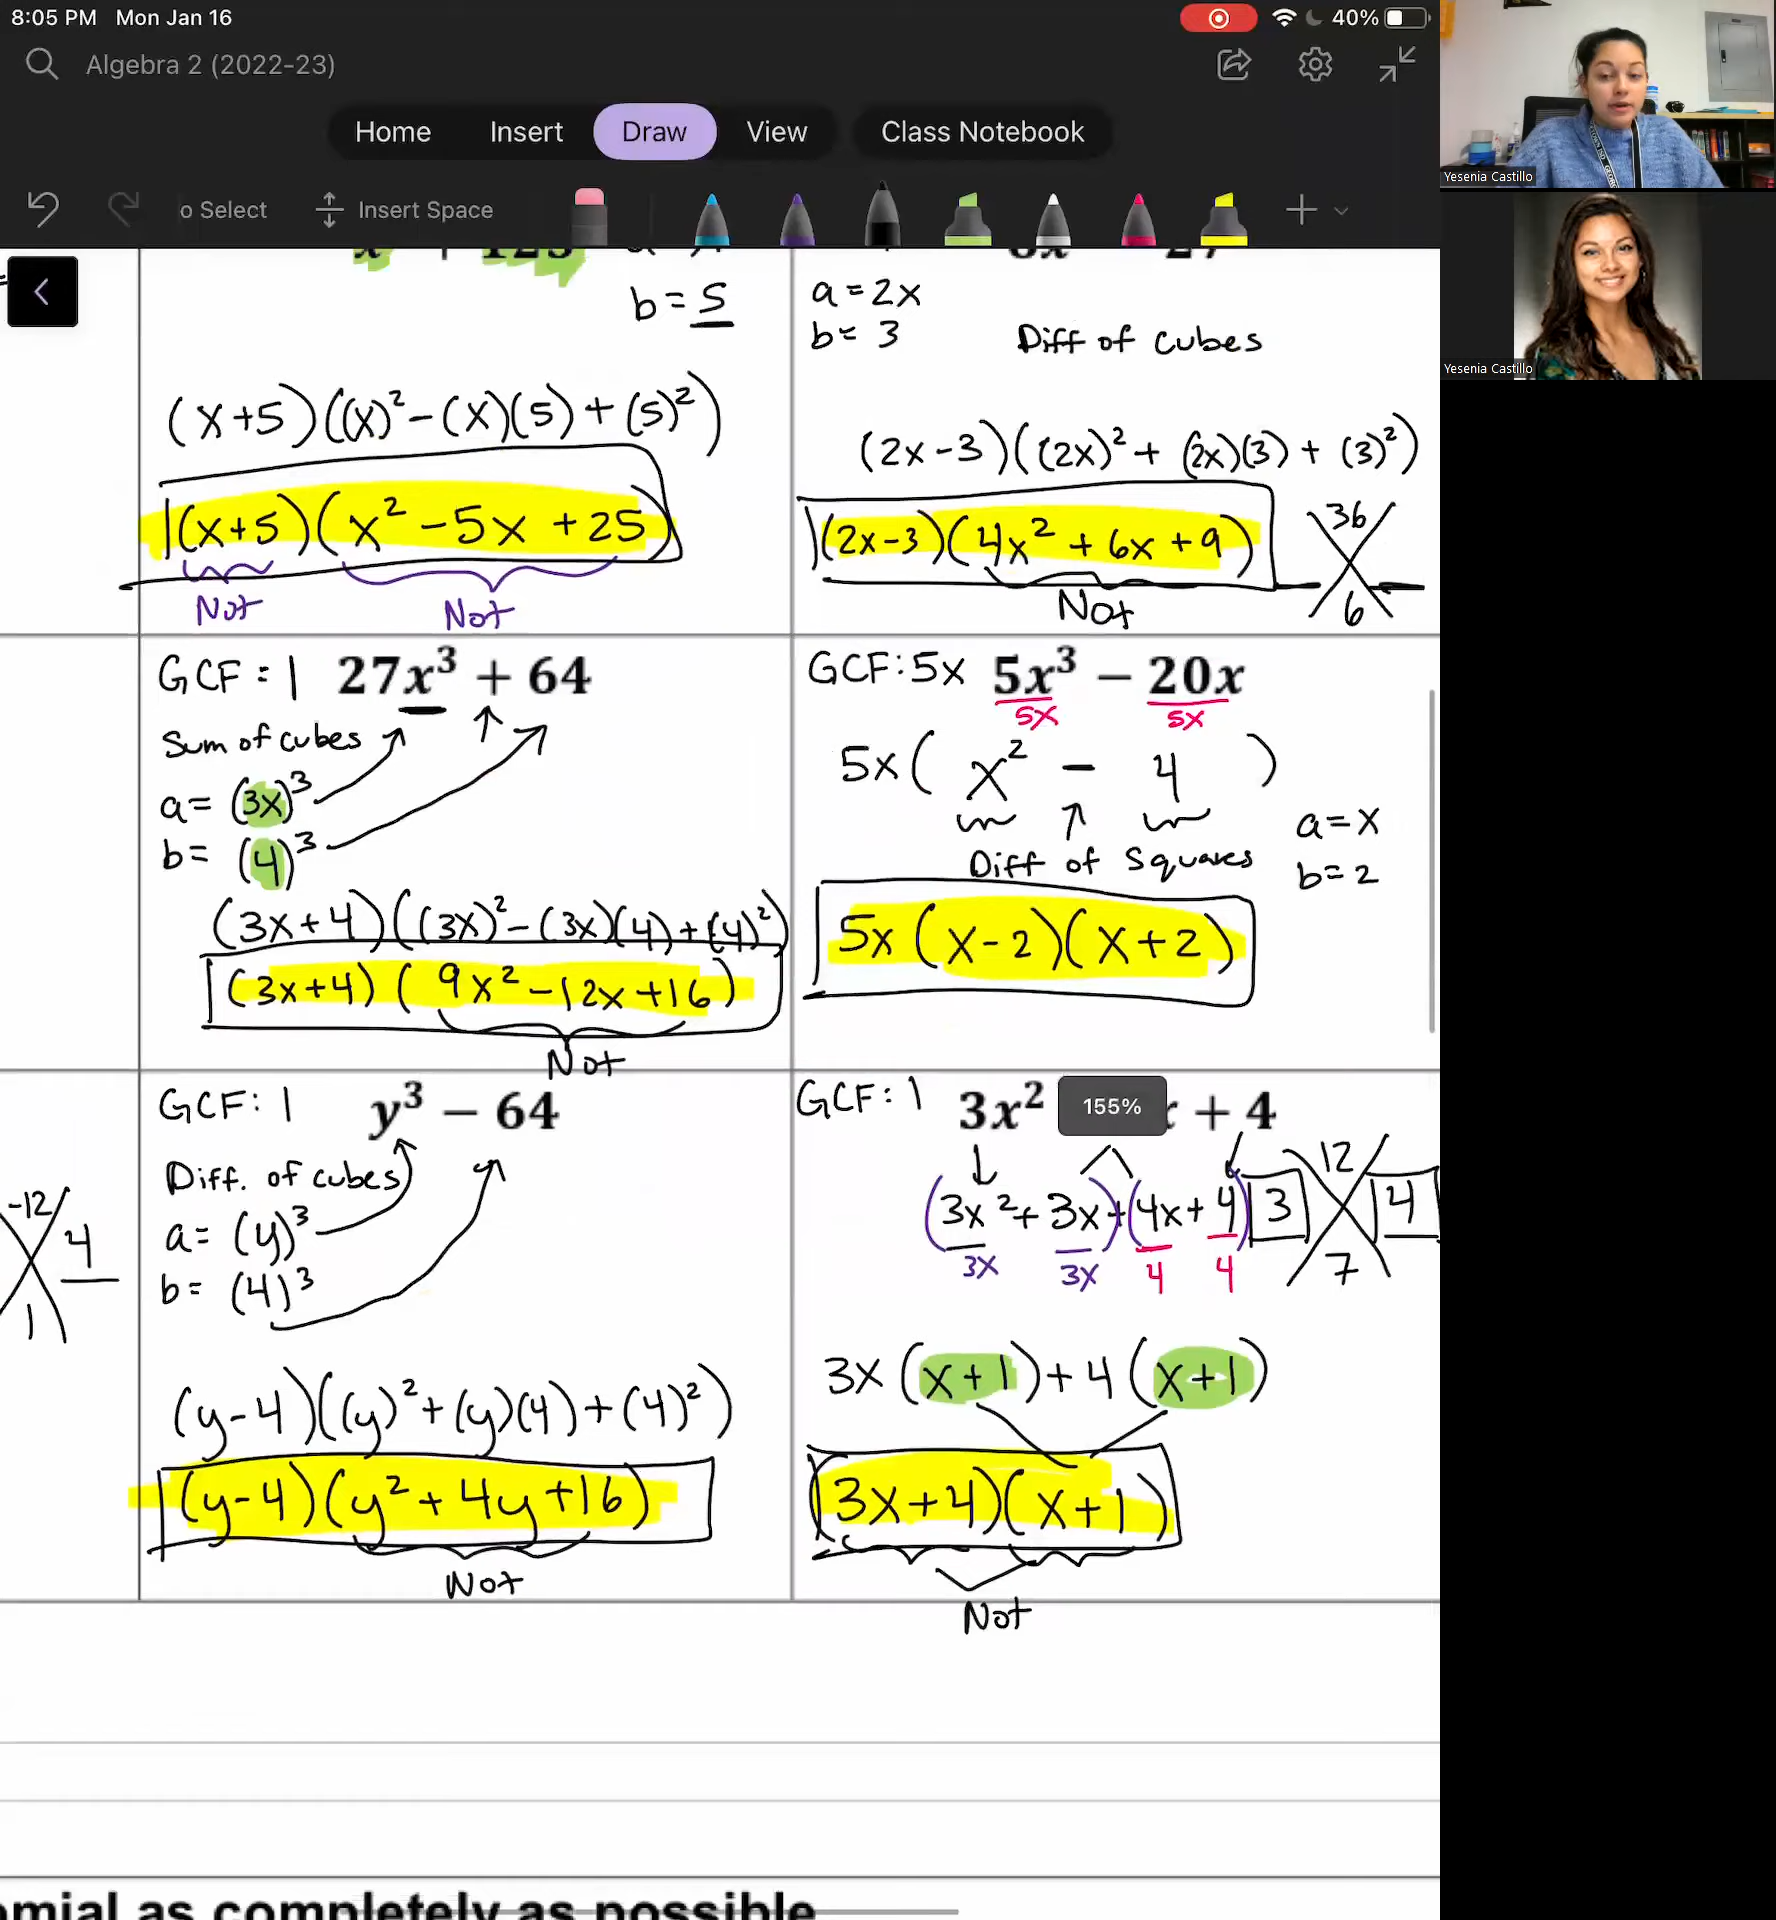 8:05 PM Mon Jan 16
40%
Algebra 2 (2022-23)
Home Insert Draw View Class Notebook
o Select Insert Space
Yesenia Castillo
Yesenia Castillo
b = 5
(x+5)((x)² - (x)(5) + (5)²)
(x+5)(x² - 5x + 25)
Not Not
a = 2x
b = 3
Diff of cubes
(2x-3)((2x)² + (2x)(3) + (3)²)
(2x-3)(4x² + 6x + 9)
Not
36
6
GCF = 1 27x³ + 64
Sum of cubes
a = (3x)³
b = (4)³
(3x+4)((3x)² - (3x)(4) + (4)²)
(3x+4)(9x² - 12x + 16)
Not
GCF: 5x 5x³ − 20x
5x 5x
5x( x² - 4 )
Diff of Squares
a = x
b = 2
5x(x-2)(x+2)
-12
4
1
GCF: 1 y³ − 64
Diff. of cubes
a = (y)³
b = (4)³
(y-4)((y)² + (y)(4) + (4)²)
(y-4)(y² + 4y + 16)
Not
GCF: 1 3x² 155% + 4
(3x² + 3x) + (4x + 4)
3x 3x 4 4
12
3 4
7
3x(x+1) + 4(x+1)
(3x+4)(x+1)
Not
omial as completely as possible